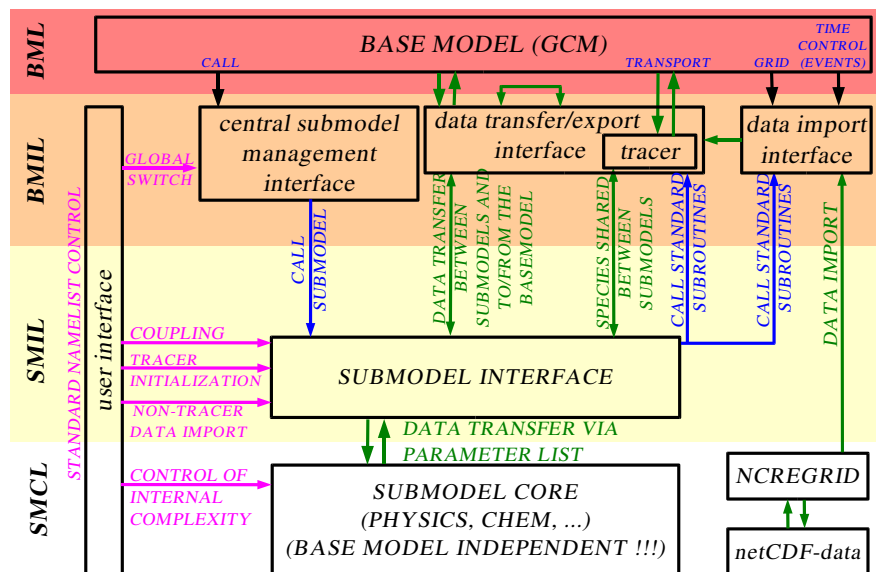 BML
BMIL
SMIL
SMCL
BASE MODEL (GCM)
CALL
TRANSPORT
GRID
TIME
CONTROL
(EVENTS)
central submodel
management
interface
data transfer/export
interface
tracer
data import
interface
STANDARD NAMELIST CONTROL
user interface
GLOBAL
SWITCH
CALL
SUBMODEL
DATA TRANSFER
BETWEEN
SUBMODELS AND
TO/FROM THE
BASEMODEL
SPECIES SHARED
BETWEEN
SUBMODELS
CALL STANDARD
SUBROUTINES
CALL STANDARD
SUBROUTINES
DATA IMPORT
COUPLING
TRACER
INITIALIZATION
NON-TRACER
DATA IMPORT
SUBMODEL INTERFACE
DATA TRANSFER VIA
PARAMETER LIST
CONTROL OF
INTERNAL
COMPLEXITY
SUBMODEL CORE
(PHYSICS, CHEM, ...)
(BASE MODEL INDEPENDENT !!!)
NCREGRID
netCDF-data